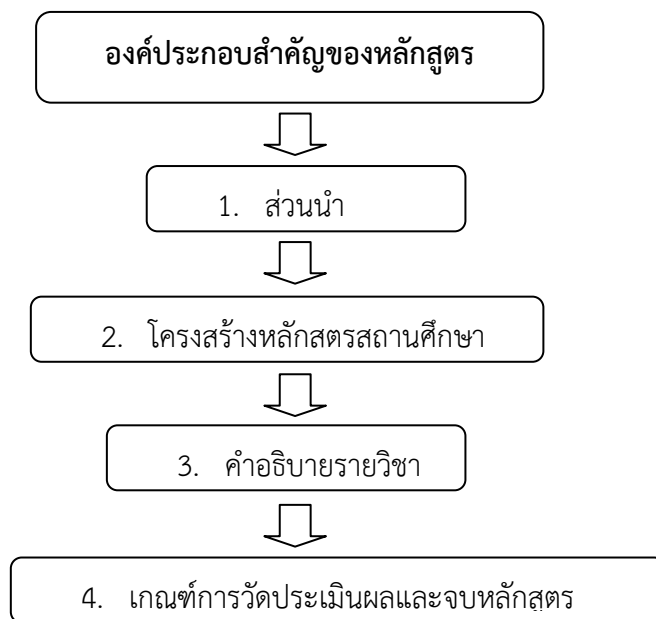 องค์ประกอบสำคัญของหลักสูตร
1. ส่วนนำ
2. โครงสร้างหลักสตรสถานศึกษา
3. คำอธิบายรายวิชา
4. เกณฑ์การวัดประเมินผลและจบหลักสูตร